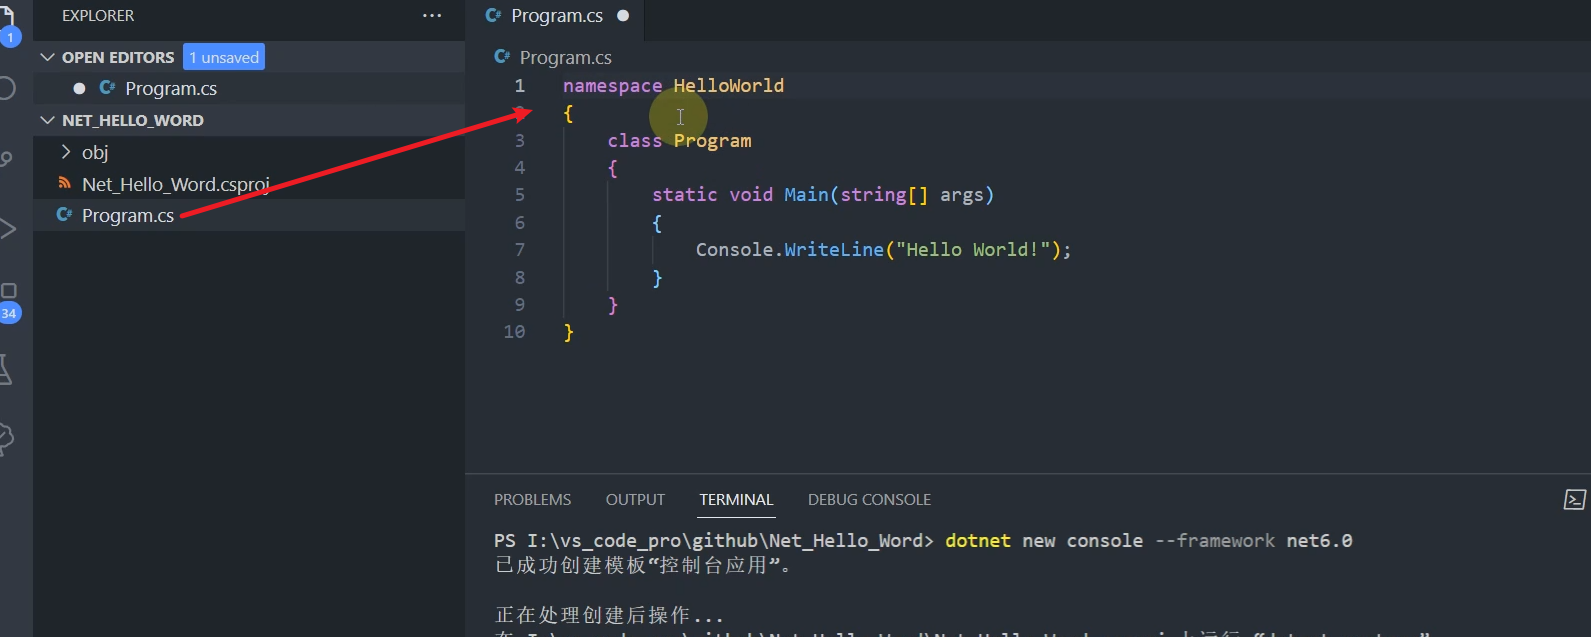 EXPLORER
OPEN EDITORS 1 unsaved
Program.cs
NET_HELLO_WORD
obj
Net_Hello_Word.csproj
Program.cs
1
34
Program.cs
Program.cs
1 namespace HelloWorld
{
3 class Program
4 {
5 static void Main(string[] args)
6 {
7 Console.WriteLine("Hello World!");
8 }
9 }
10 }
PROBLEMS OUTPUT TERMINAL DEBUG CONSOLE
PS I:\vs_code_pro\github\Net_Hello_Word> dotnet new console --framework net6.0
已成功创建模板“控制台应用”。
正在处理创建后操作...